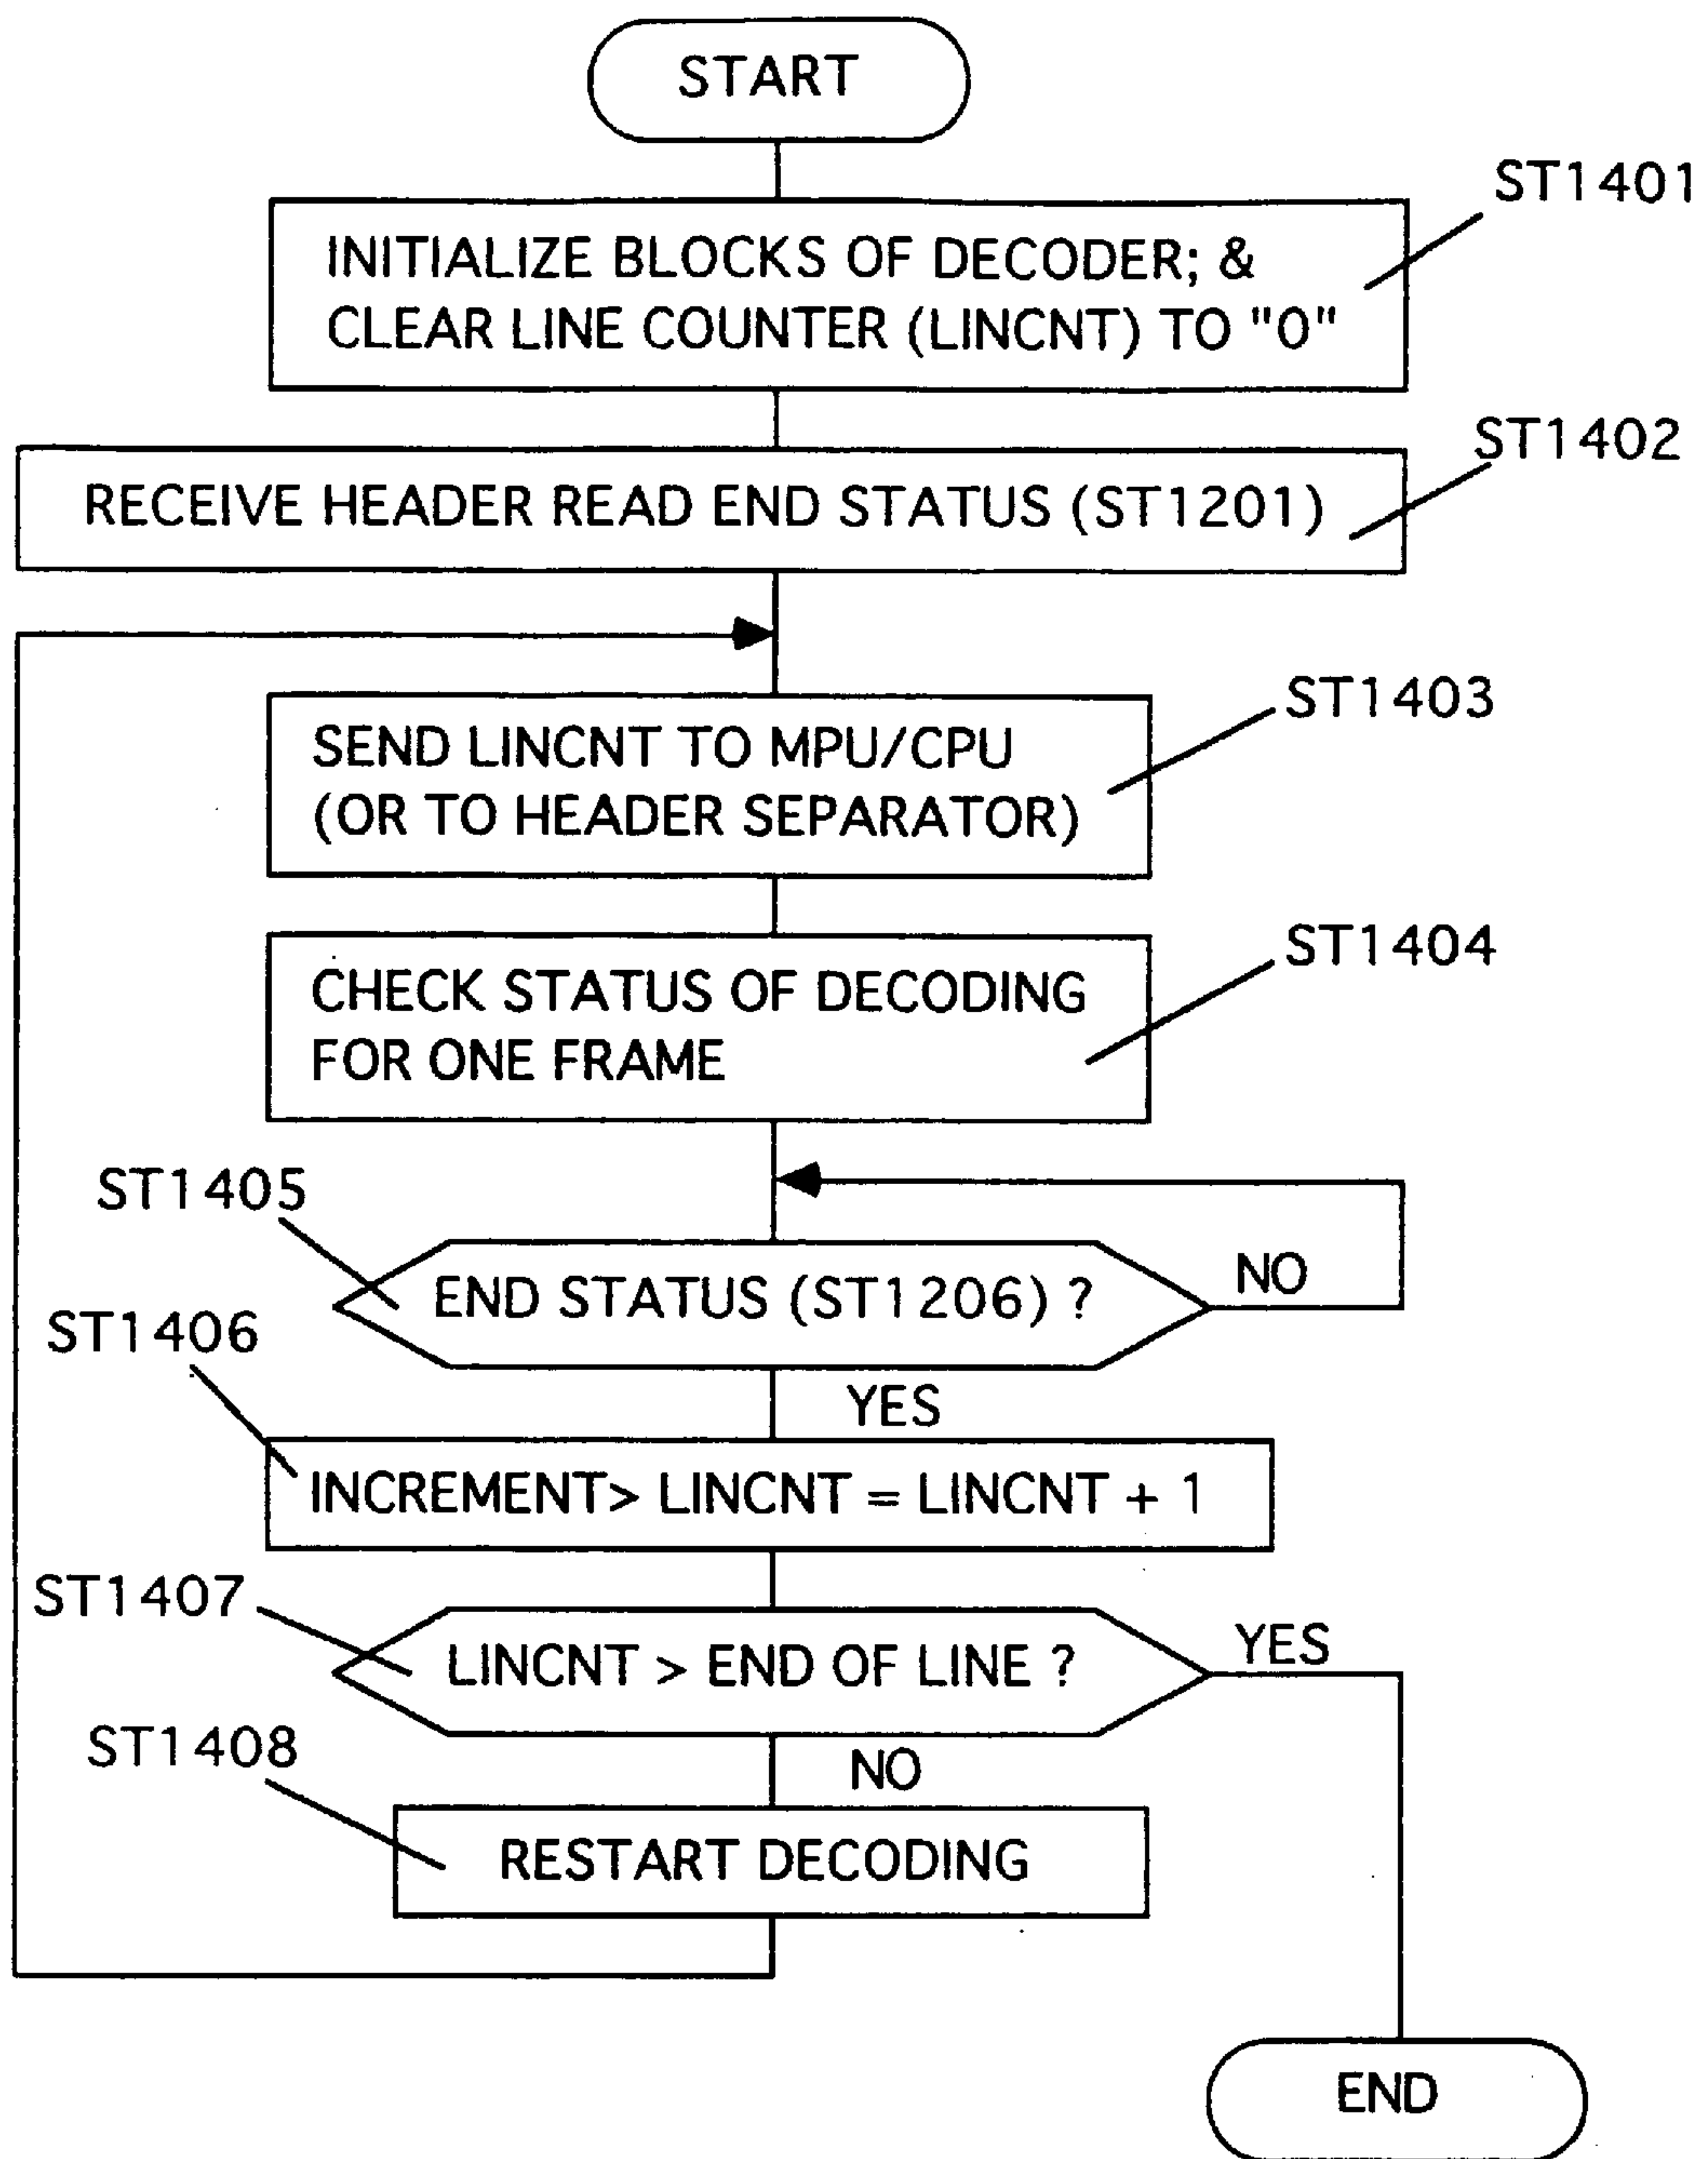 START
ST1401
INITIALIZE BLOCKS OF DECODER; &
CLEAR LINE COUNTER (LINCNT) TO "0"
ST1402
RECEIVE HEADER READ END STATUS (ST1201)
ST1403
SEND LINCNT TO MPU/CPU
(OR TO HEADER SEPARATOR)
ST1404
CHECK STATUS OF DECODING
FOR ONE FRAME
ST1405
END STATUS (ST1206) ?
NO
ST1406
YES
INCREMENT> LINCNT = LINCNT + 1
ST1407
LINCNT > END OF LINE ?
YES
ST1408
NO
RESTART DECODING
END